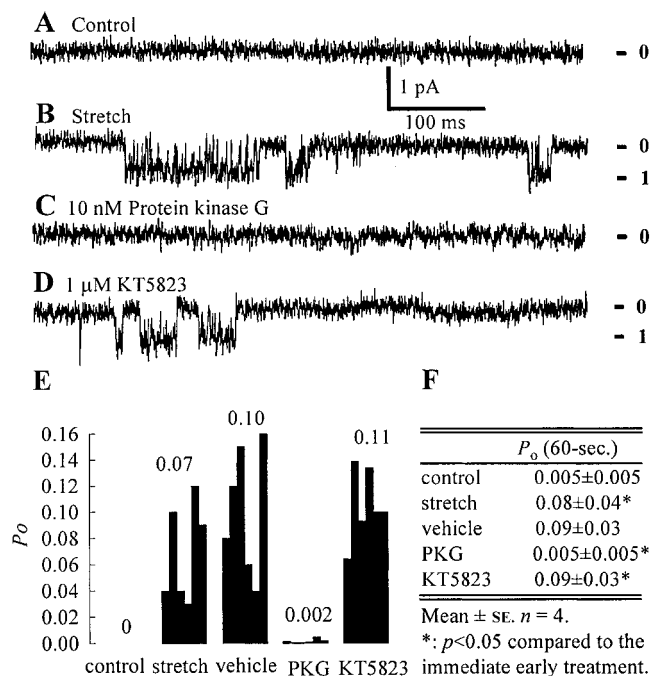 A Control
- 0
1 pA
100 ms
B Stretch
- 0
- 1
C 10 nM Protein kinase G
- 0
D 1 µM KT5823
- 0
- 1
E
0.16
0.14
0.12
0.10
0.08
0.06
0.04
0.02
0.00
Po
0
0.07
0.10
0.002
0.11
control stretch vehicle PKG KT5823
F
Po (60-sec.)
control 0.005±0.005
stretch 0.08±0.04*
vehicle 0.09±0.03
PKG 0.005±0.005*
KT5823 0.09±0.03*
Mean ± SE. n = 4.
*: p<0.05 compared to the
immediate early treatment.